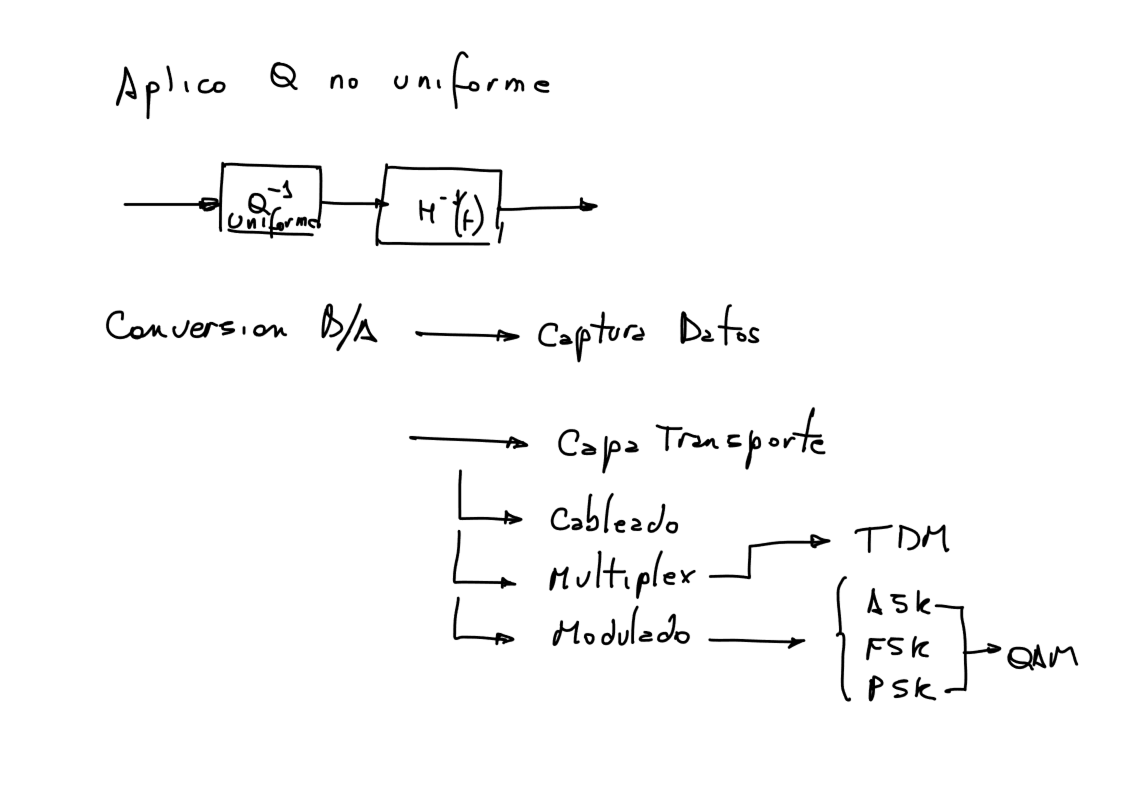 Aplico Q no uniforme
Q⁻¹ uniforme
H⁻¹(f)
Conversion D/A → Captura Datos
→ Capa Transporte
→ Cableado
→ Multiplex → TDM
→ Modulado → { ASK
FSK
PSK
→ QAM